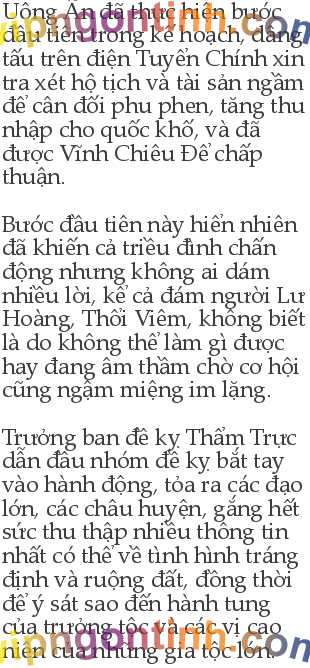 Uông Ấn đã thực hiện bước
đầu tiên trong kế hoạch, dâng
tấu trên điện Tuyển Chính xin
tra xét hộ tịch và tài sản ngầm
để cân đối phu phen, tăng thu
nhập cho quốc khố, và đã
được Vĩnh Chiêu Đế chấp
thuận.
Bước đầu tiên này hiển nhiên
đã khiến cả triều đình chấn
động nhưng không ai dám
nhiều lời, kể cả đám người Lư
Hoàng, Thổi Viêm, không biết
là do không thể làm gì được
hay đang âm thầm chờ cơ hội
cũng ngậm miệng im lặng.
Trưởng ban đề kỵ Thẩm Trực
dẫn đầu nhóm đề kỵ bắt tay
vào hành động, tỏa ra các đạo
lớn, các châu huyện, gắng hết
sức thu thập nhiều thông tin
nhất có thể về tình hình tráng
định và ruộng đất, đồng thời
để ý sát sao đến hành tung
của trưởng tộc và các vị cao
niên của những gia tộc lớn.
vipngontinh.com
vipngontinh.com